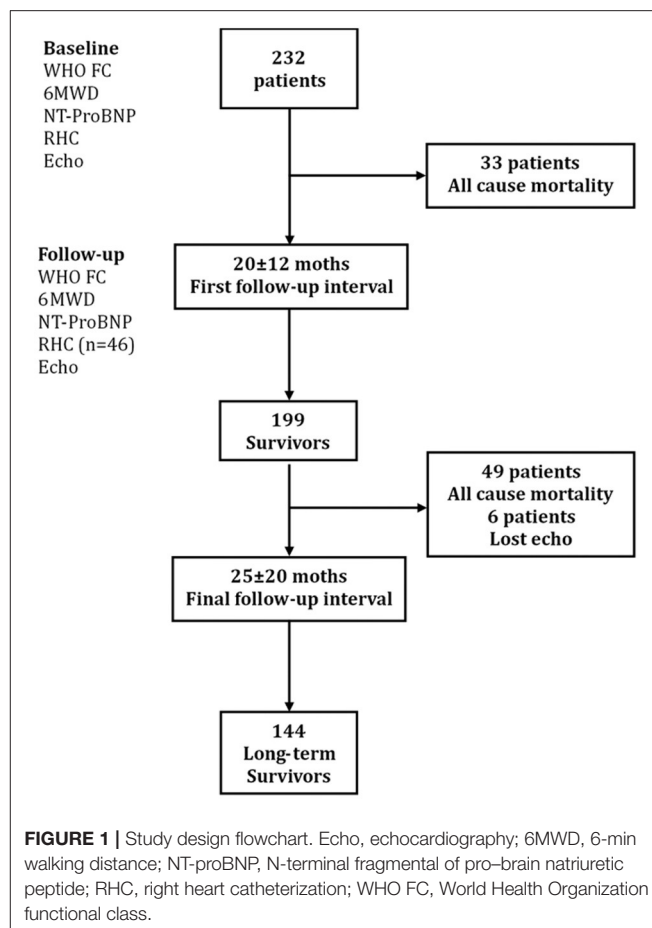 Baseline
WHO FC
6MWD
NT-ProBNP
RHC
Echo
232
patients
33 patients
All cause mortality
Follow-up
WHO FC
6MWD
NT-ProBNP
RHC (n=46)
Echo
20±12 moths
First follow-up interval
199
Survivors
49 patients
All cause mortality
6 patients
Lost echo
25±20 moths
Final follow-up interval
144
Long-term
Survivors
FIGURE 1 | Study design flowchart. Echo, echocardiography; 6MWD, 6-min
walking distance; NT-proBNP, N-terminal fragmental of pro–brain natriuretic
peptide; RHC, right heart catheterization; WHO FC, World Health Organization
functional class.